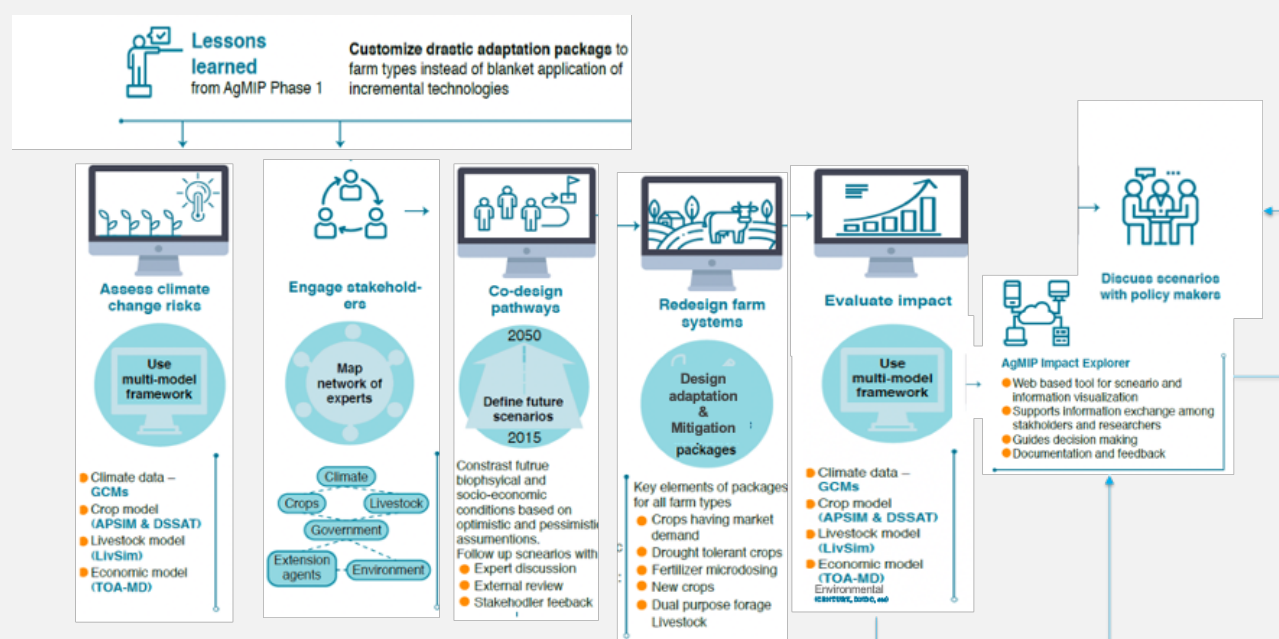 Lessons
learned
from AgMIP Phase 1
Customize drastic adaptation packags to
farm types instead of blanket application of
incremental technologies
Assess climate
change risks
Use
multi-model
framework
Climate data –
GCMs
Crop model
(APSIM & DSSAT)
Livestock model
(LivSim)
Economic model
(TOA-MD)
Engage stakehold-
ers
Map
network of
experts
Climate
Crops
Livestock
Government
Extension
agents
Environment
Co-design
pathways
2050
Define future
scenarios
2015
Constrast futrue
biophsyical and
socio-economic
conditions based on
optimistic and pessimistic
assumentions.
Follow up scnearios with
Expert discussion
External review
Stakehodler feeback
Redesign farm
systems
Design
adaptation
&
Mitigation
packages
Key elements of packages
for all farm types
Crops having market
demand
Drought tolerant crops
Fertilizer microdosing
New crops
Dual purpose forage
Livestock
Evaluate impact
Use
multi-model
framework
Climate data –
GCMs
Crop model
(APSIM & DSSAT)
Livestock model
(LivSim)
Economic model
(TOA-MD)
Environmental
AgMIP Impact Explorer
Web based tool for scneario and
information visualization
Supports information exchange among
stakholders and researchers
Guides decision making
Documentation and feedback
Discuss scenarios
with policy makers